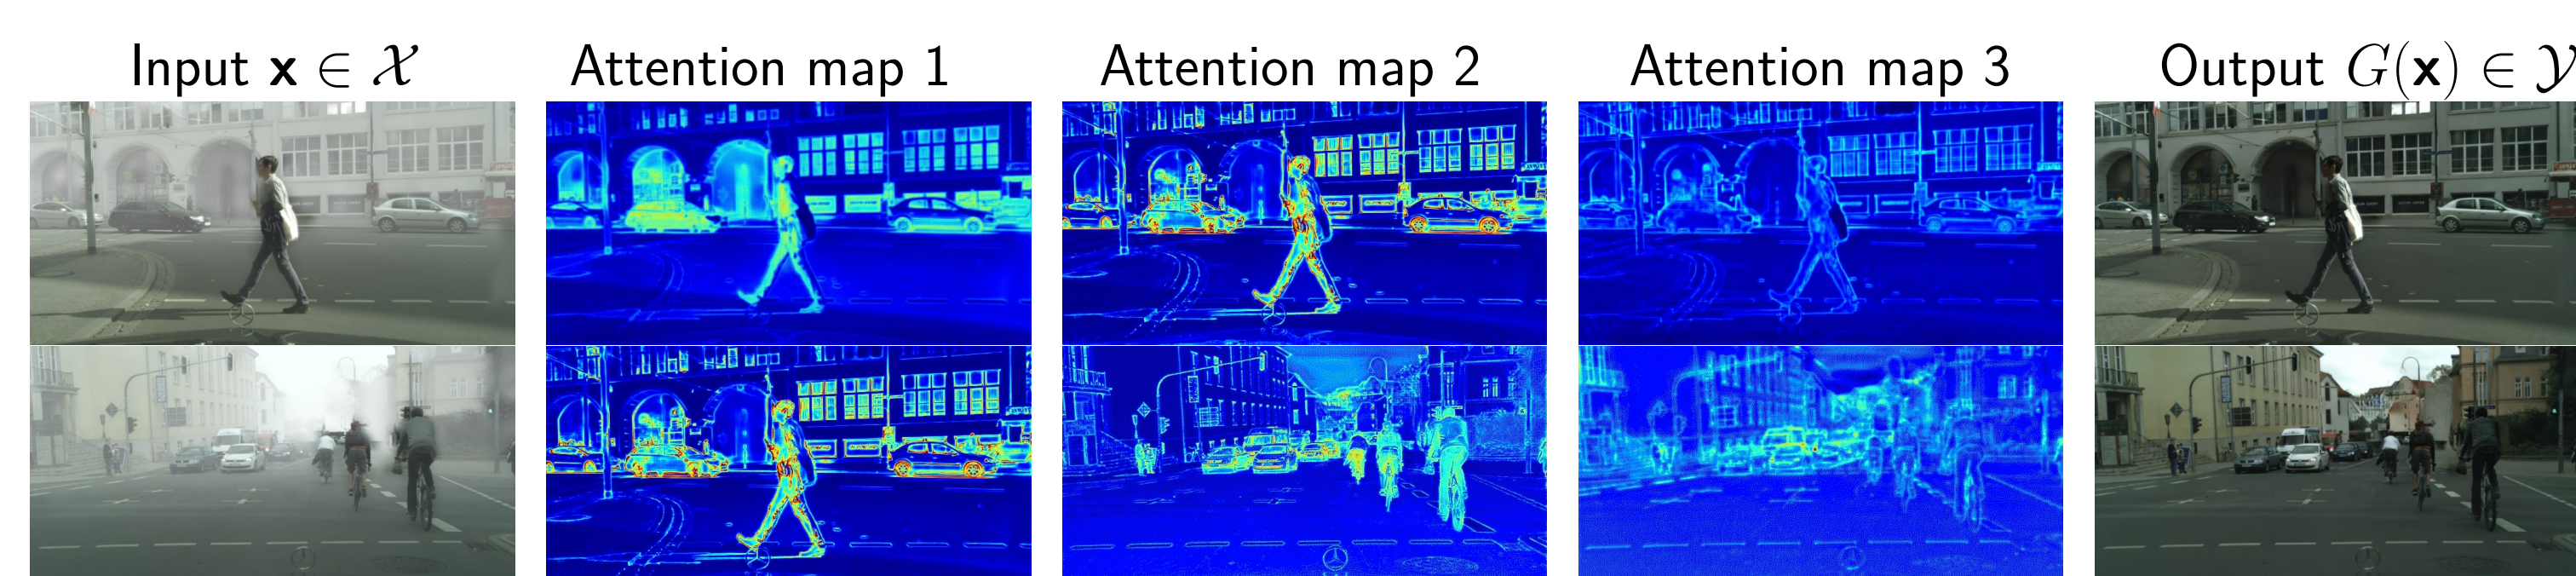 Input x ∈ 𝒳
Attention map 1
Attention map 2
Attention map 3
Output G(x) ∈ 𝒴